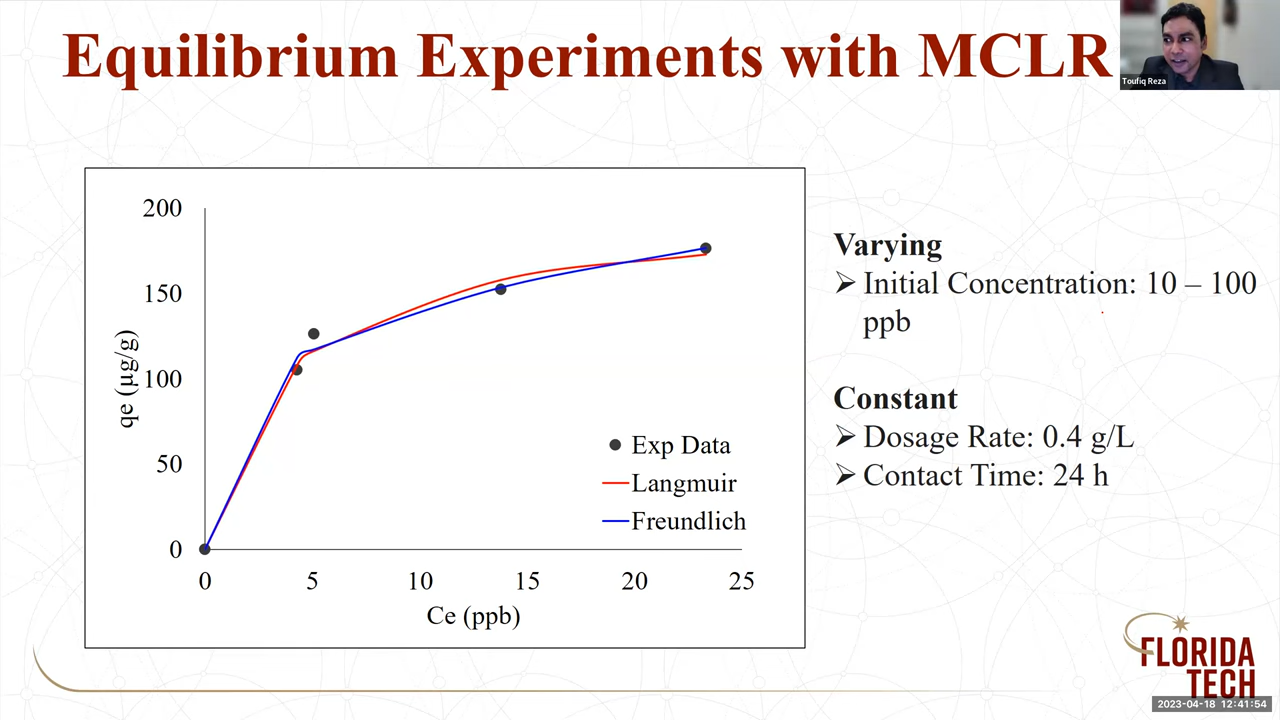 Equilibrium Experiments with MCLR
Toufiq Reza
200
150
100
50
0
qe (µg/g)
0 5 10 15 20 25
Ce (ppb)
Exp Data
Langmuir
Freundlich
Varying
➢ Initial Concentration: 10 – 100
ppb
Constant
➢ Dosage Rate: 0.4 g/L
➢ Contact Time: 24 h
FLORIDA
TECH
2023-04-18 12:41:54